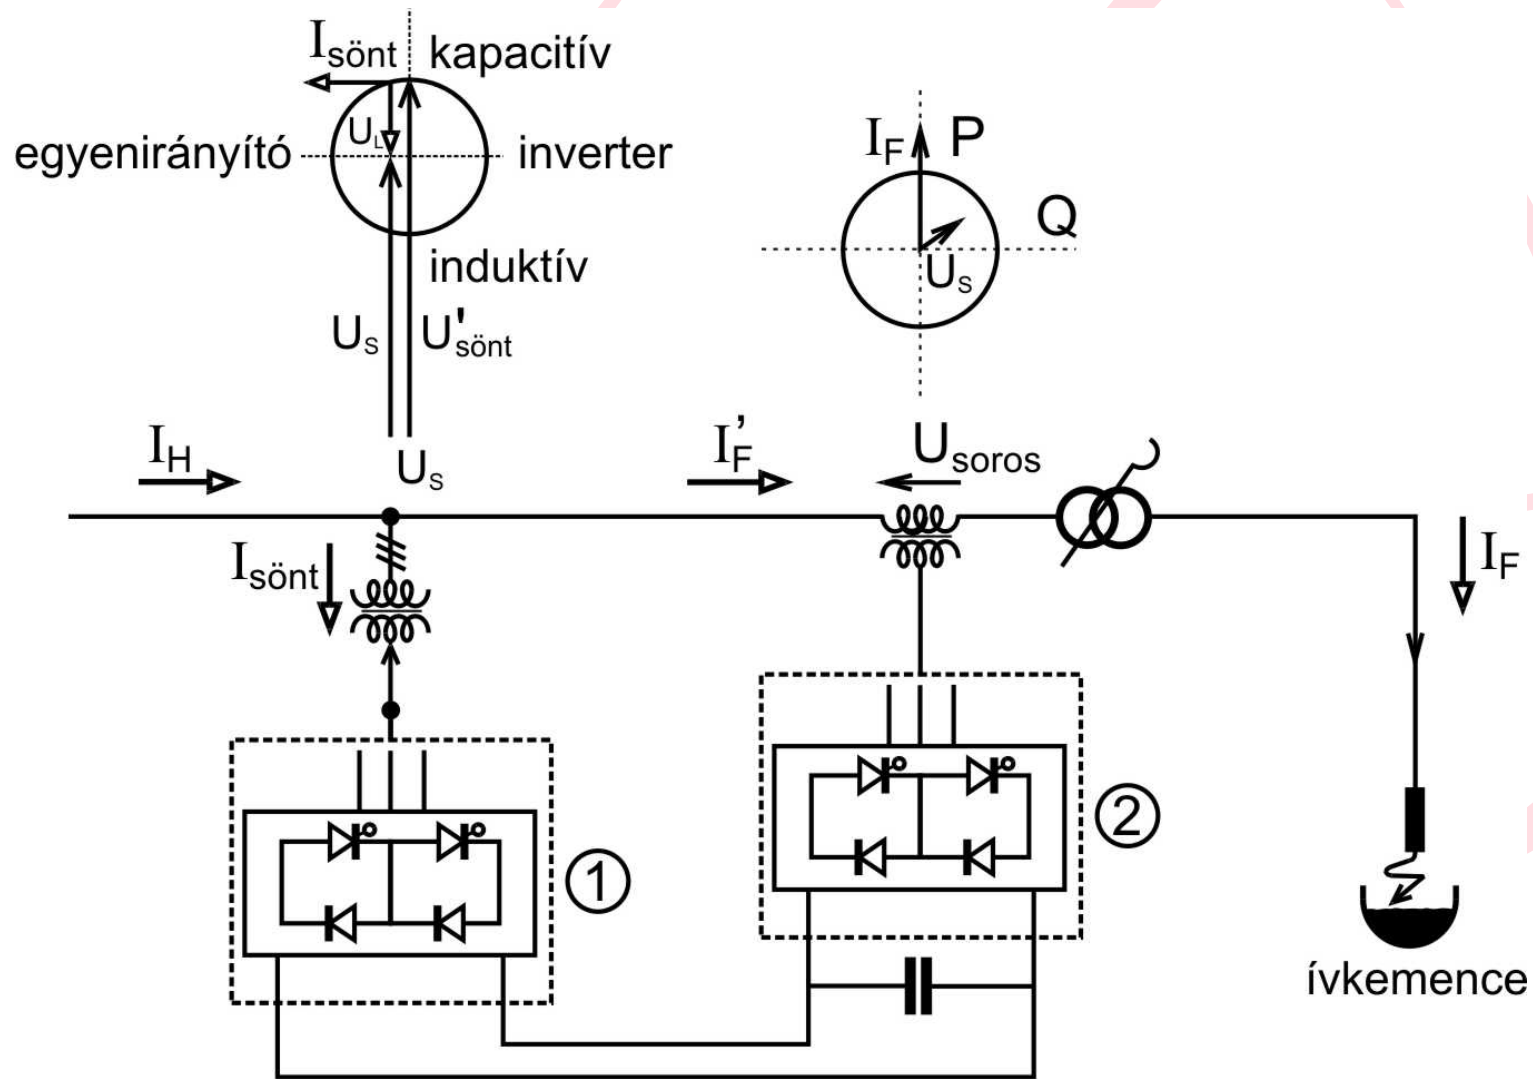 Isönt
kapacitív
UL
egyenirányító
inverter
induktív
US
U'sönt
IF
P
Q
US
IH
US
I'F
Usoros
Isönt
IF
1
2
ívkemence